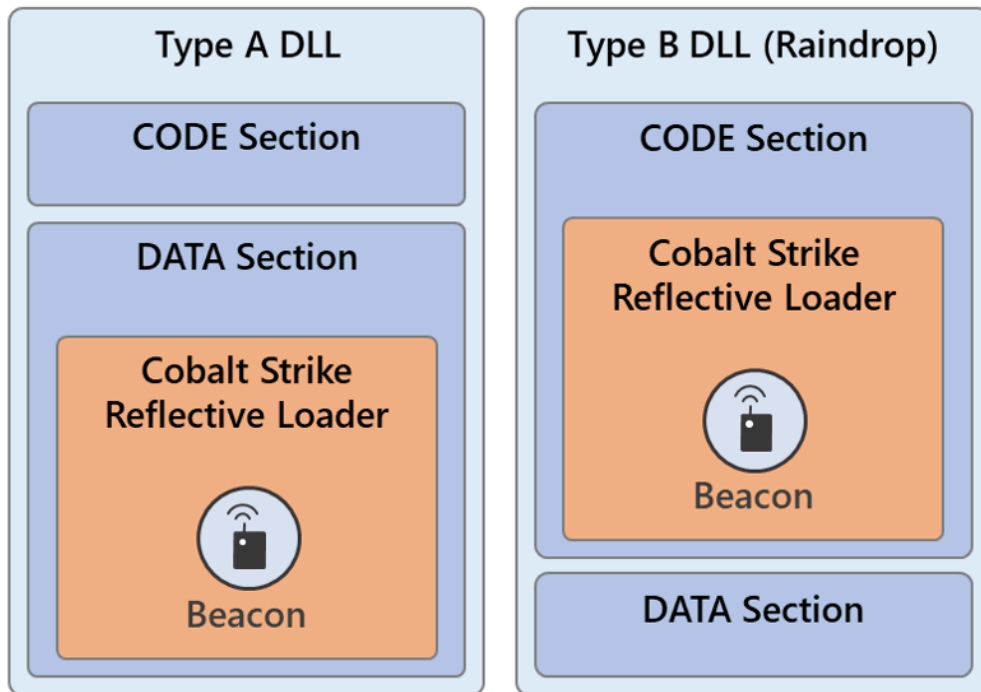 Type A DLL
CODE Section
DATA Section
Cobalt Strike
Reflective Loader
Beacon
Type B DLL (Raindrop)
CODE Section
Cobalt Strike
Reflective Loader
Beacon
DATA Section